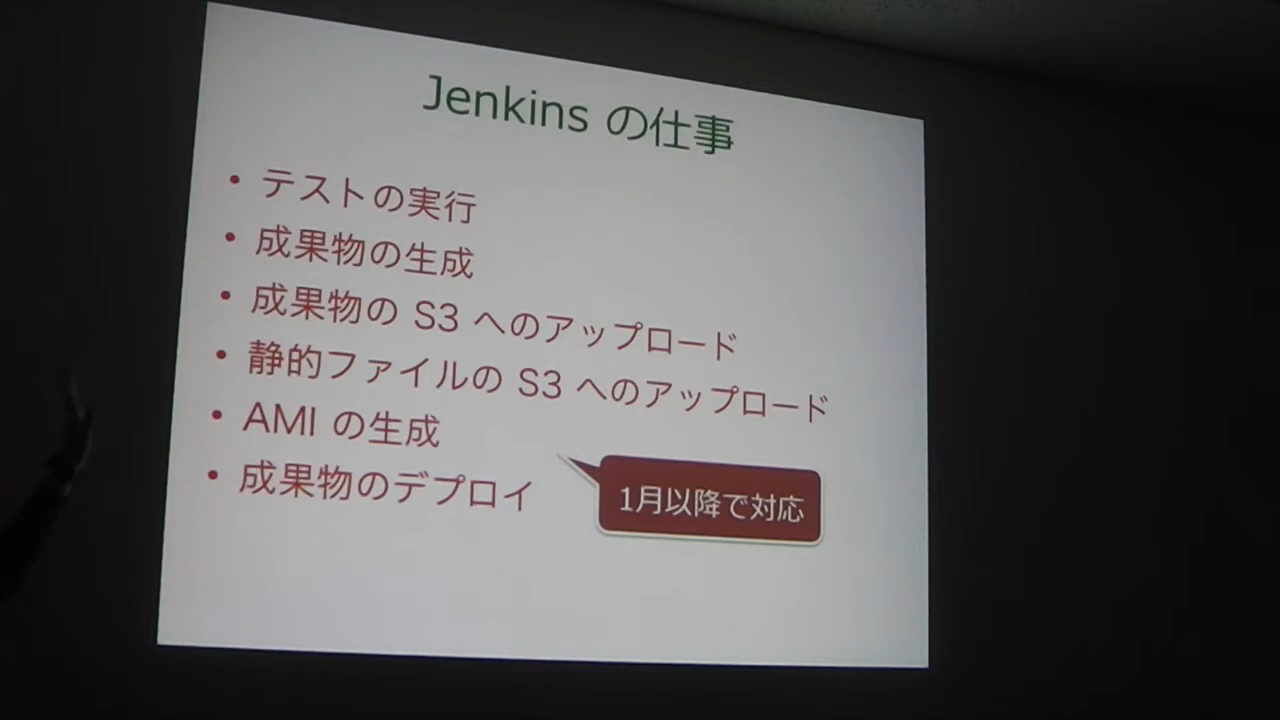 Jenkins の仕事
• テストの実行
• 成果物の生成
• 成果物の S3 へのアップロード
• 静的ファイルの S3 へのアップロード
• AMI の生成
• 成果物のデプロイ
1月以降で対応